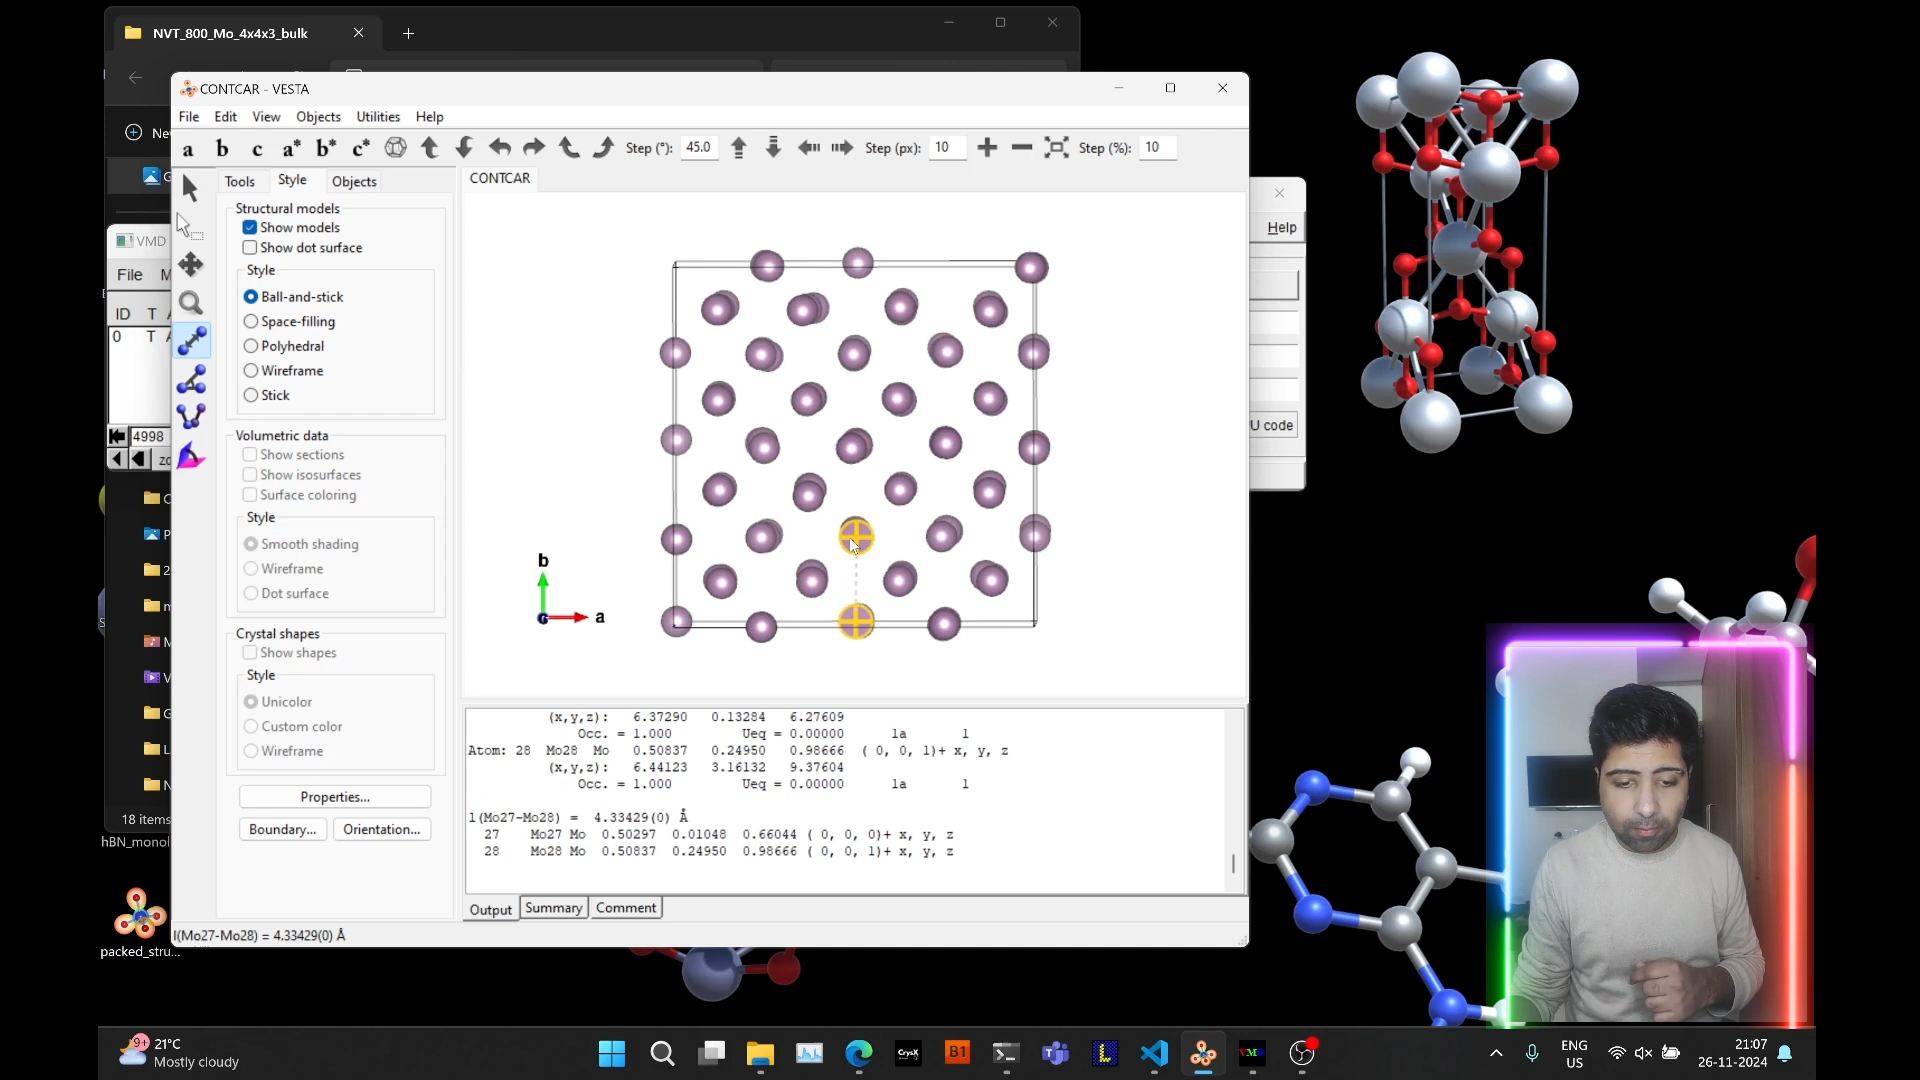 NVT_800_Mo_4x4x3_bulk
CONTCAR - VESTA
File Edit View Objects Utilities Help
a b c a* b* c* Step (°): 45.0 Step (px): 10 Step (%): 10
Tools Style Objects
CONTCAR
Structural models
Show models
Show dot surface
Style
Ball-and-stick
Space-filling
Polyhedral
Wireframe
Stick
Volumetric data
Show sections
Show isosurfaces
Surface coloring
Style
Smooth shading
Wireframe
Dot surface
Crystal shapes
Show shapes
Style
Unicolor
Custom color
Wireframe
Properties...
Boundary... Orientation...
b
a
(x,y,z): 6.37290 0.13284 6.27609
Occ. = 1.000 Ueq = 0.00000 1a 1
Atom: 28 Mo28 Mo 0.50837 0.24950 0.98666 ( 0, 0, 1)+ x, y, z
(x,y,z): 6.44123 3.16132 9.37604
Occ. = 1.000 Ueq = 0.00000 1a 1
l(Mo27-Mo28) = 4.33429(0) Å
27 Mo27 Mo 0.50297 0.01048 0.66044 ( 0, 0, 0)+ x, y, z
28 Mo28 Mo 0.50837 0.24950 0.98666 ( 0, 0, 1)+ x, y, z
Output Summary Comment
l(Mo27-Mo28) = 4.33429(0) Å
VMD
File M
ID T
0 T
4998
18 items
hBN_monol
packed_stru...
Help
U code
9+
21°C
Mostly cloudy
CrysX
B1
VMD
ENG
US
21:07
26-11-2024